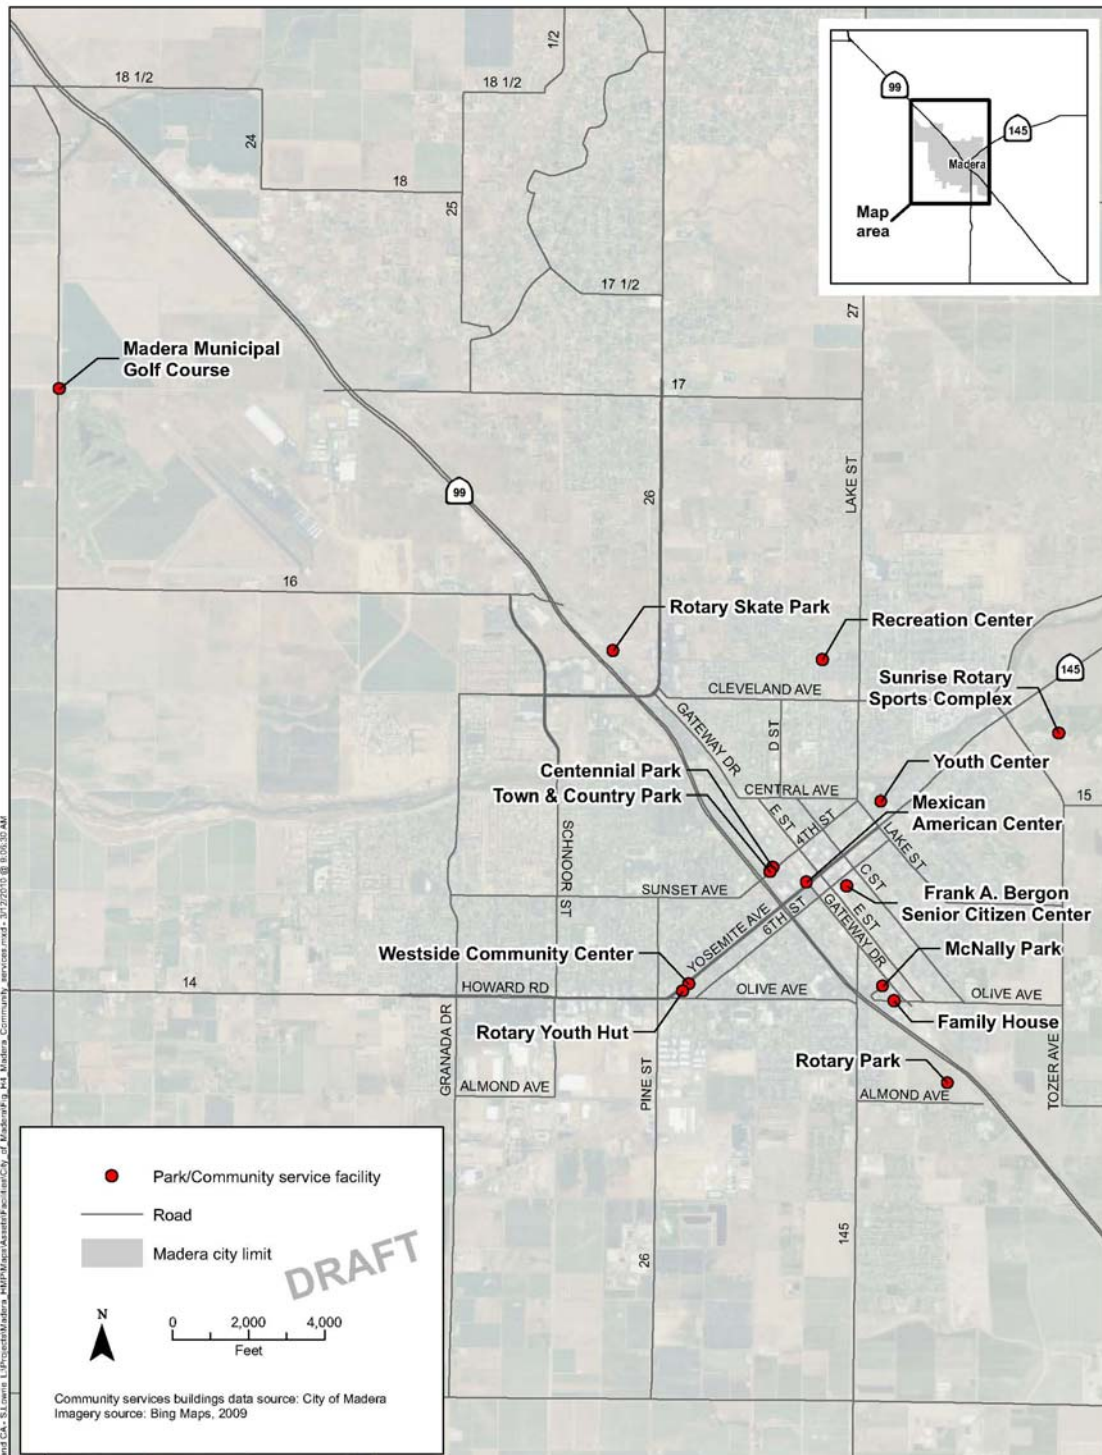 1/2
18 1/2
18 1/2
24
18
25
17 1/2
99
145
Madera
Map
area
27
Madera Municipal
Golf Course
17
LAKE ST
99
26
16
Rotary Skate Park
Recreation Center
145
Sunrise Rotary
Sports Complex
CLEVELAND AVE
GATEWAY DR
D ST
Youth Center
Centennial Park
Town & Country Park
CENTRAL AVE
15
Mexican
American Center
E ST
4TH ST
LAKE ST
SCHNOOR ST
C ST
SUNSET AVE
Frank A. Bergon
Senior Citizen Center
YOSEMITE AVE
6TH ST
E ST
GATEWAY DR
McNally Park
Westside Community Center
14
HOWARD RD
OLIVE AVE
OLIVE AVE
Rotary Youth Hut
Family House
GRANADA DR
PINE ST
Rotary Park
TOZER AVE
ALMOND AVE
ALMOND AVE
26
145
Park/Community service facility
Road
Madera city limit
DRAFT
N
0 2,000 4,000
Feet
Community services buildings data source: City of Madera
Imagery source: Bing Maps, 2009